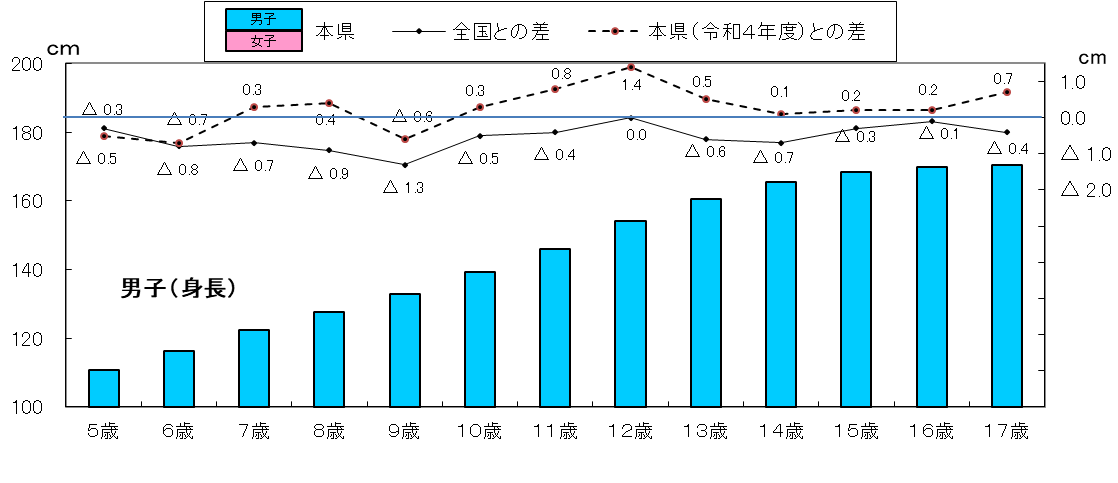 男子
女子
本県
全国との差
本県（令和４年度）との差
cm
cm
200
180
160
140
120
100
1.0
0.0
△ 1.0
△ 2.0
△ 0.3
△ 0.7
0.3
0.4
△ 0.6
0.3
0.8
1.4
0.5
0.1
0.2
0.2
0.7
△ 0.5
△ 0.8
△ 0.7
△ 0.9
△ 1.3
△ 0.5
△ 0.4
0.0
△ 0.6
△ 0.7
△ 0.3
△ 0.1
△ 0.4
男子（身長）
５歳
６歳
７歳
８歳
９歳
１０歳
１１歳
１２歳
１３歳
１４歳
１５歳
１６歳
１７歳